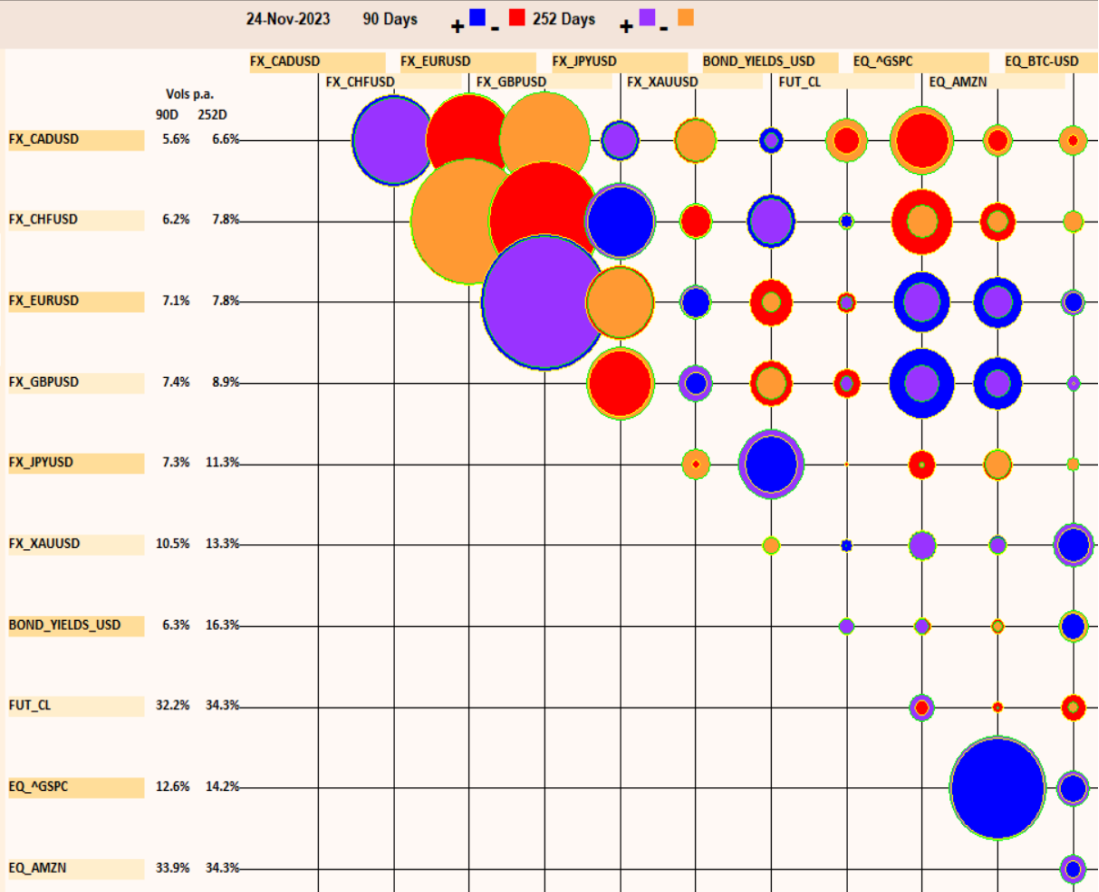 24-Nov-2023 90 Days + - 252 Days + -
FX_CADUSD FX_EURUSD FX_JPYUSD BOND_YIELDS_USD EQ_^GSPC EQ_BTC-USD
FX_CHFUSD FX_GBPUSD FX_XAUUSD FUT_CL EQ_AMZN
Vols p.a.
90D 252D
FX_CADUSD 5.6% 6.6%
FX_CHFUSD 6.2% 7.8%
FX_EURUSD 7.1% 7.8%
FX_GBPUSD 7.4% 8.9%
FX_JPYUSD 7.3% 11.3%
FX_XAUUSD 10.5% 13.3%
BOND_YIELDS_USD 6.3% 16.3%
FUT_CL 32.2% 34.3%
EQ_^GSPC 12.6% 14.2%
EQ_AMZN 33.9% 34.3%